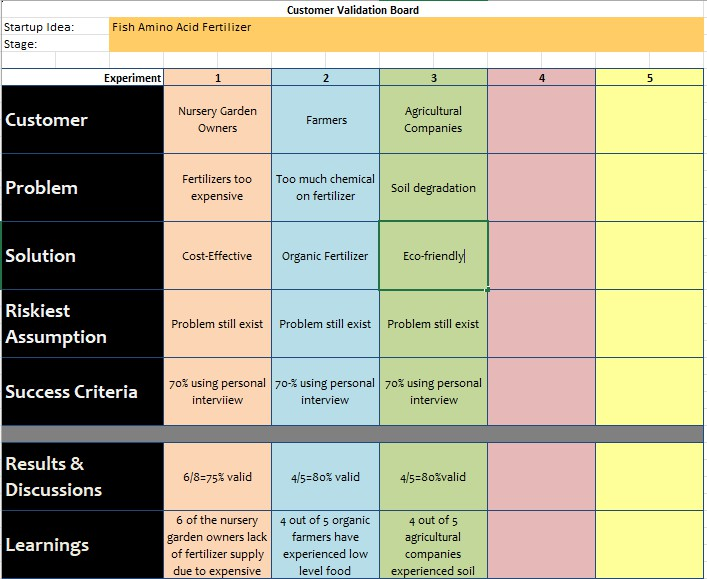 Customer Validation Board
Startup Idea: Fish Amino Acid Fertilizer
Stage:
Experiment 1 2 3 4 5
Customer
Nursery Garden
Owners
Farmers
Agricultural
Companies
Problem
Fertilizers too
expensive
Too much chemical
on fertilizer
Soil degradation
Solution
Cost-Effective
Organic Fertilizer
Eco-friendly
Riskiest
Assumption
Problem still exist
Problem still exist
Problem still exist
Success Criteria
70% using personal
interviiew
70-% using personal
interview
70% using personal
interview
Results &
Discussions
6/8=75% valid
4/5=80% valid
4/5=80%valid
Learnings
6 of the nursery
garden owners lack
of fertilizer supply
due to expensive
4 out of 5 organic
farmers have
experienced low
level food
4 out of 5
agricultural
companies
experienced soil